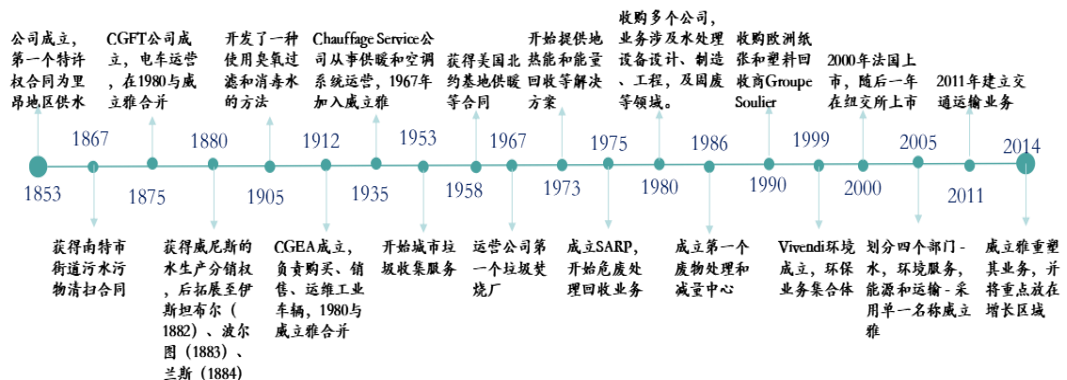 公司成立，
第一个特许
权合同为里
昂地区供水
CGFT公司成
立，电车运营
，在1980与威
立雅合并
开发了一种
使用臭氧过
滤和消毒水
的方法
Chauffage Service公
司从事供暖和空调
系统运营，1967年
加入威立雅
获得美国北
约基地供暖
等合同
开始提供地
热能和能量
回收等解决
方案
收购多个公司，
业务涉及水处理
设备设计、制造
、工程，及固废
等领域。
收购欧洲纸
张和塑料回
收商Groupe
Soulier
2000年法国上
市，随后一年
在纽交所上市
2011年建立交
通运输业务
1867
1880
1912
1953
1967
1975
1986
1999
2005
2014
1853
1875
1905
1935
1958
1973
1980
1990
2000
2011
获得南特市
街道污水污
物清扫合同
获得威尼斯的
水生产分销权
，后拓展至伊
斯坦布尔（
1882）、波尔
图（1883）、
兰斯（1884）
CGEA成立，
负责购买、销
售、运维工业
车辆，1980与
威立雅合并
开始城市垃
圾收集服务
运营公司第
一个垃圾焚
烧厂
成立SARP，
开始危废处
理回收业务
成立第一个
废物处理和
减量中心
Vivendi环境
成立，环保
业务集合体
划分四个部门-
水，环境服务，
能源和运输-采
用单一名称威立
雅
威立雅重塑
其业务，并
将重点放在
增长区域